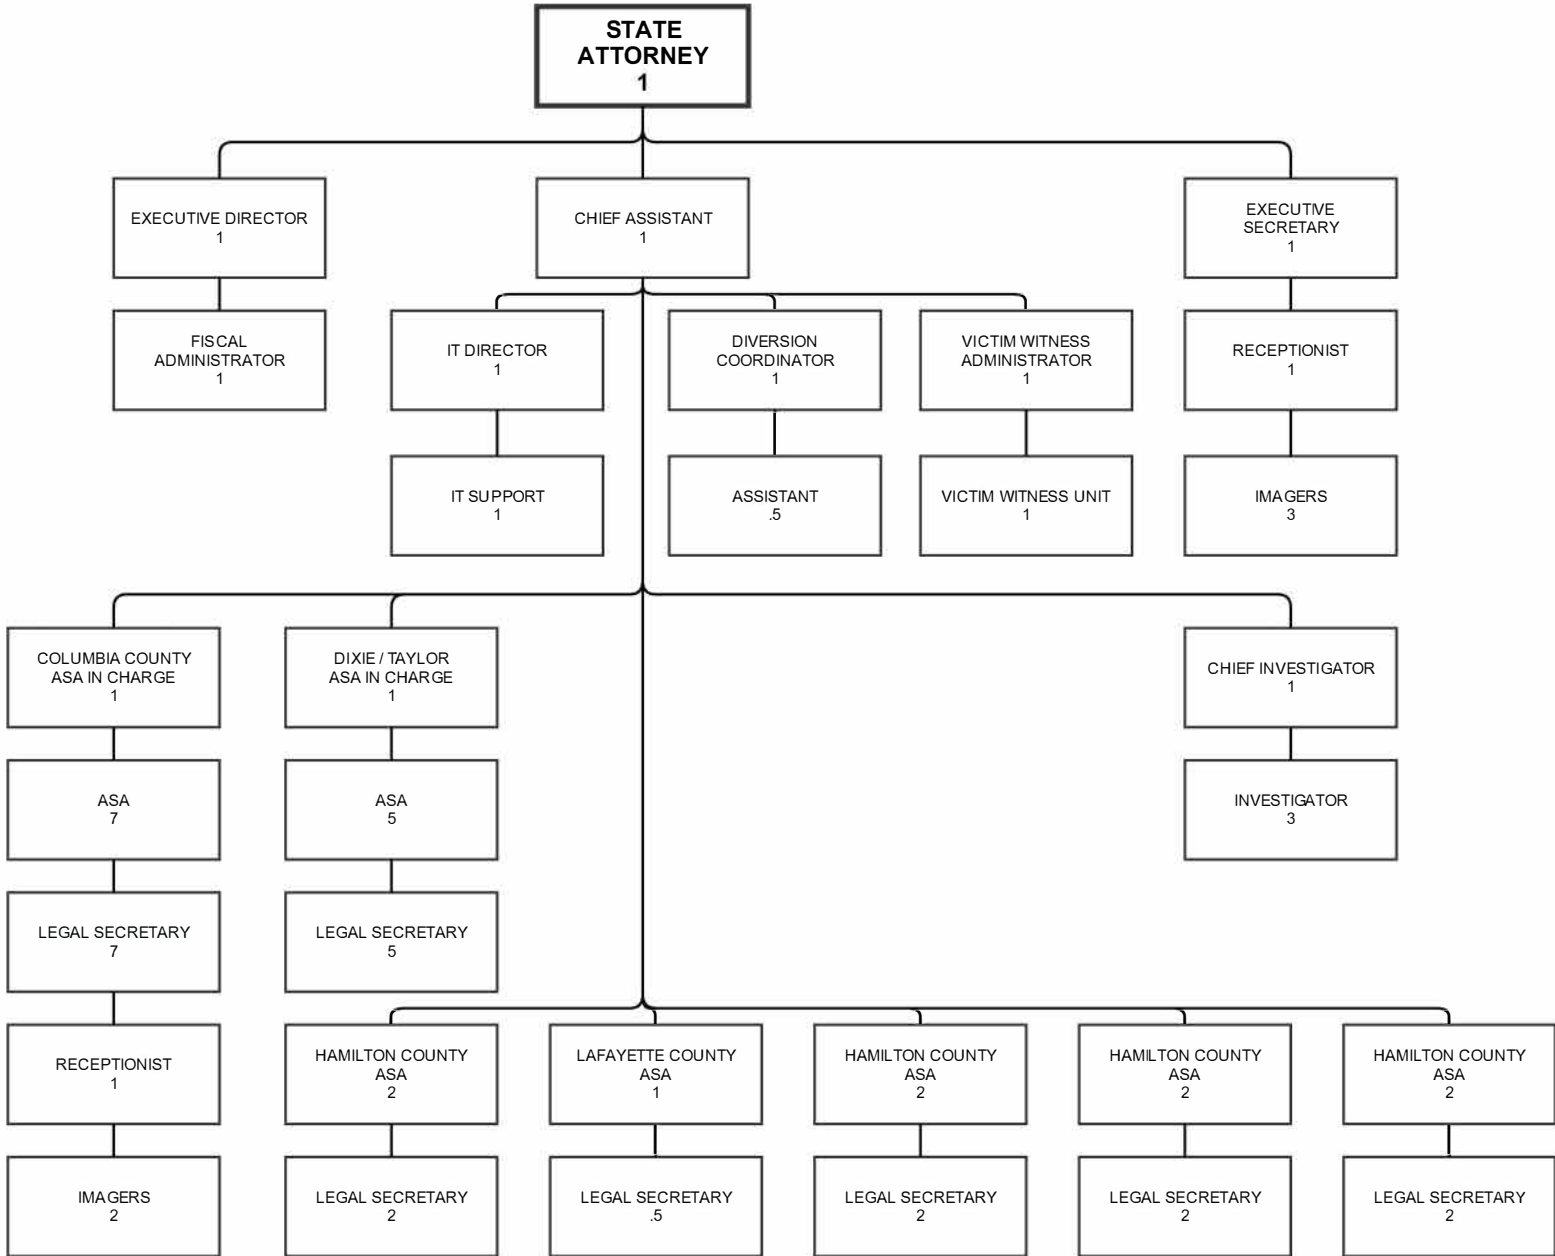 STATE
ATTORNEY
1
EXECUTIVE DIRECTOR
1
CHIEF ASSISTANT
1
EXECUTIVE
SECRETARY
1
FISCAL
ADMINISTRATOR
1
IT DIRECTOR
1
DIVERSION
COORDINATOR
1
VICTIM WITNESS
ADMINISTRATOR
1
RECEPTIONIST
1
IT SUPPORT
1
ASSISTANT
.5
VICTIM WITNESS UNIT
1
IMAGERS
3
COLUMBIA COUNTY
ASA IN CHARGE
1
DIXIE / TAYLOR
ASA IN CHARGE
1
CHIEF INVESTIGATOR
1
ASA
7
ASA
5
INVESTIGATOR
3
LEGAL SECRETARY
7
LEGAL SECRETARY
5
RECEPTIONIST
1
HAMILTON COUNTY
ASA
2
LAFAYETTE COUNTY
ASA
1
HAMILTON COUNTY
ASA
2
HAMILTON COUNTY
ASA
2
HAMILTON COUNTY
ASA
2
IMAGERS
2
LEGAL SECRETARY
2
LEGAL SECRETARY
.5
LEGAL SECRETARY
2
LEGAL SECRETARY
2
LEGAL SECRETARY
2